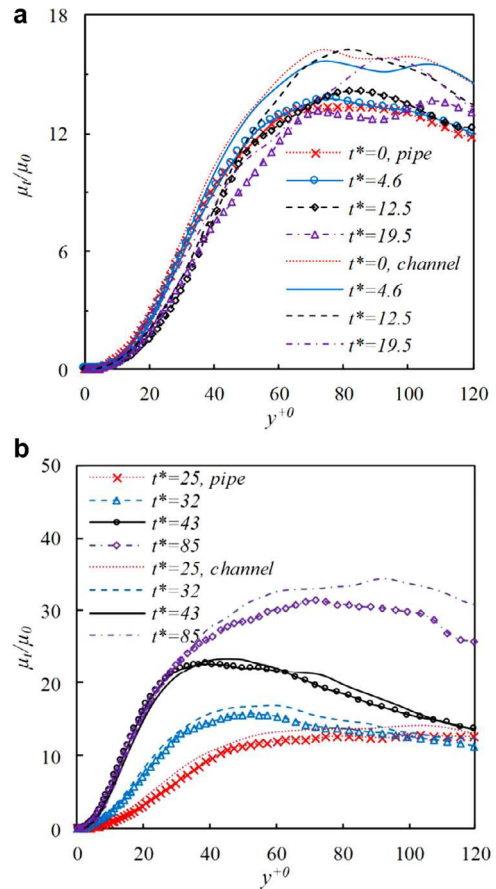 a
18
12
6
0
μt/μ0
t*=0, pipe
t*=4.6
t*=12.5
t*=19.5
t*=0, channel
t*=4.6
t*=12.5
t*=19.5
0 20 40 60 80 100 120
y+0
b
50
40
30
20
10
0
μt/μ0
t*=25, pipe
t*=32
t*=43
t*=85
t*=25, channel
t*=32
t*=43
t*=85
0 20 40 60 80 100 120
y+0